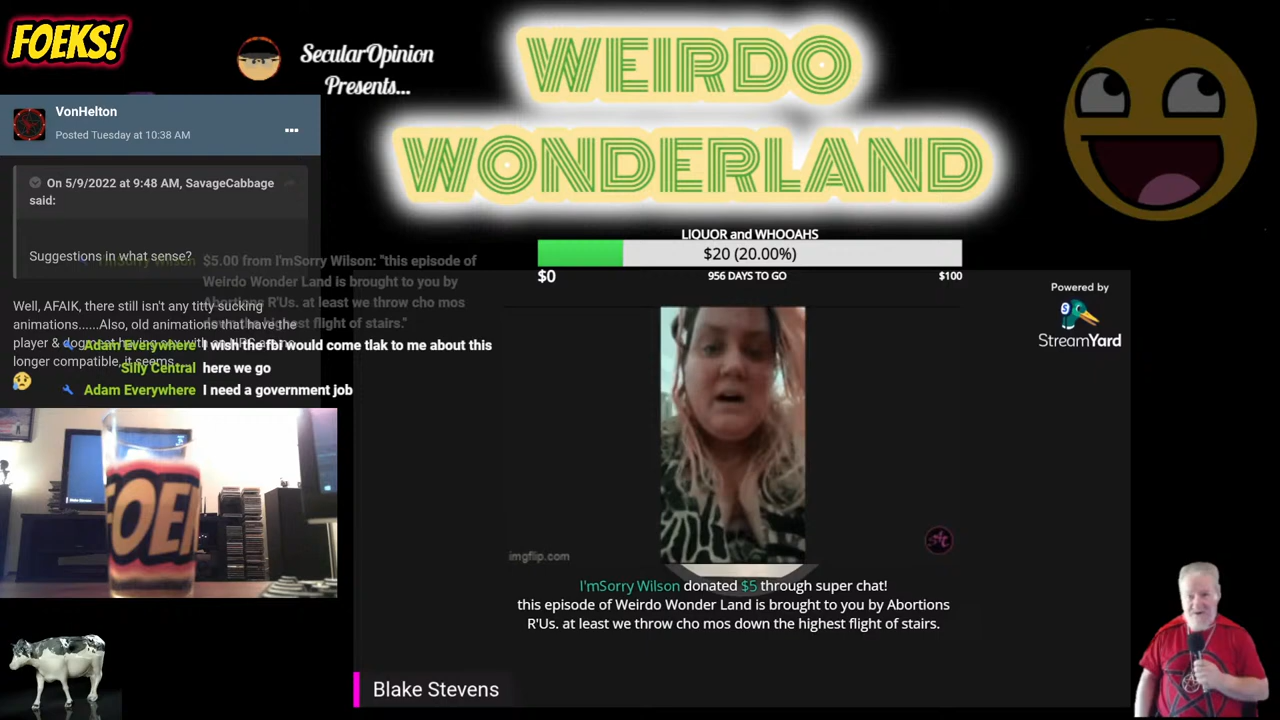 FOEKS!
SecularOpinion
Presents...
WEIRDO
WONDERLAND
VonHelton
Posted Tuesday at 10:38 AM
On 5/9/2022 at 9:48 AM, SavageCabbage
said:
Suggestions in what sense?
Well, AFAIK, there still isn't any titty sucking
animations......Also, old animations that have the
player & dogmeat having sex with
longer compatible, it seems...
I'mSorry Wilson $5.00 from I'mSorry Wilson: "this episode of
Weirdo Wonder Land is brought to you by
Abortions R'Us. at least we throw cho mos
down the highest flight of stairs."
Adam Everywhere I wish the fbi would come tlak to me about this
Silly Central here we go
Adam Everywhere I need a government job
LIQUOR and WHOOAHS
$20 (20.00%)
$0 956 DAYS TO GO $100
Powered by
StreamYard
FOEK
imgflip.com
I'mSorry Wilson donated $5 through super chat!
this episode of Weirdo Wonder Land is brought to you by Abortions
R'Us. at least we throw cho mos down the highest flight of stairs.
Blake Stevens